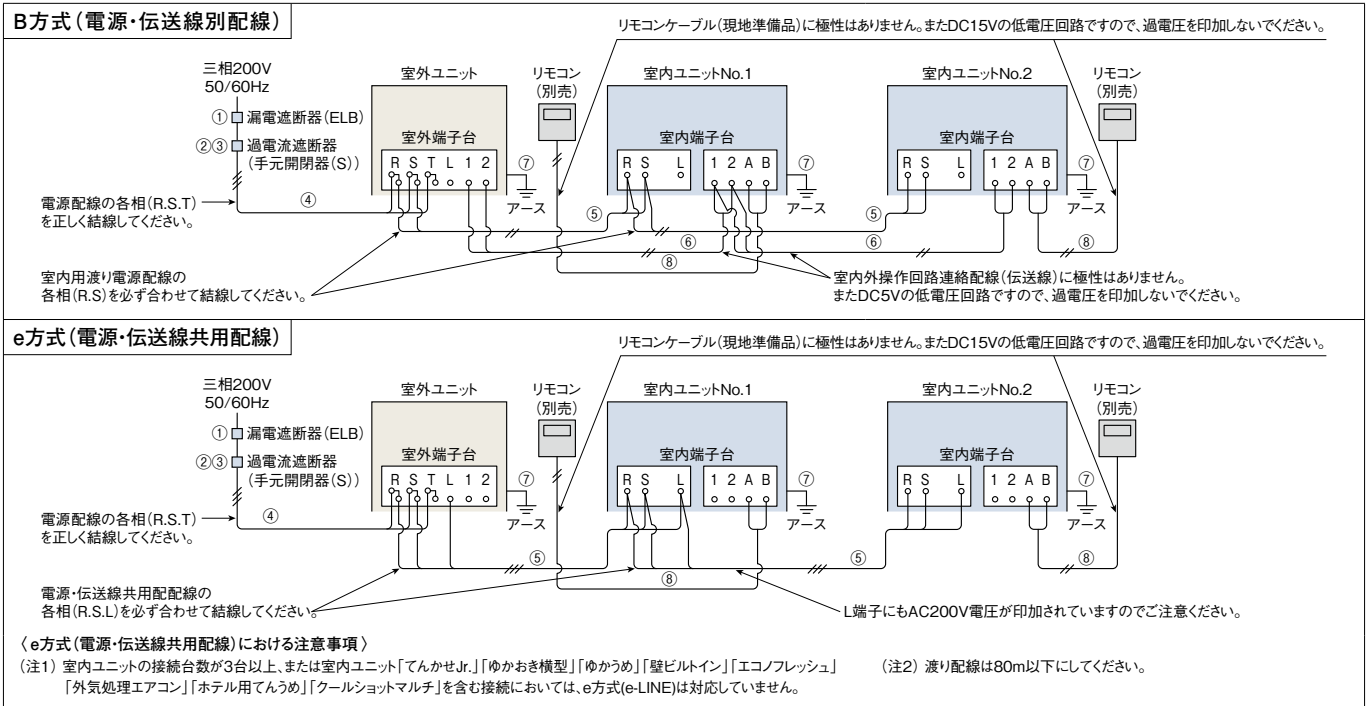 B方式（電源・伝送線別配線）
リモコンケーブル（現地準備品）に極性はありません。またDC15Vの低電圧回路ですので、過電圧を印加しないでください。
三相200V
50/60Hz
① 漏電遮断器（ELB）
②③ 過電流遮断器
（手元開閉器（S））
電源配線の各相（R.S.T）
を正しく結線してください。
④
室外ユニット
室外端子台
R S T L 1 2
⑦
アース
リモコン
（別売）
室内ユニットNo.1
室内端子台
R S L 1 2 A B
⑦
アース
室内ユニットNo.2
室内端子台
R S L 1 2 A B
⑦
アース
リモコン
（別売）
⑤
⑤
⑥
⑥
⑧
⑧
室内用渡り電源配線の
各相（R.S）を必ず合わせて結線してください。
室内外操作回路連絡配線（伝送線）に極性はありません。
またDC5Vの低電圧回路ですので、過電圧を印加しないでください。
e方式（電源・伝送線共用配線）
リモコンケーブル（現地準備品）に極性はありません。またDC15Vの低電圧回路ですので、過電圧を印加しないでください。
三相200V
50/60Hz
① 漏電遮断器（ELB）
②③ 過電流遮断器
（手元開閉器（S））
電源配線の各相（R.S.T）
を正しく結線してください。
④
室外ユニット
室外端子台
R S T L 1 2
⑦
アース
リモコン
（別売）
室内ユニットNo.1
室内端子台
R S L 1 2 A B
⑦
アース
室内ユニットNo.2
室内端子台
R S L 1 2 A B
⑦
アース
リモコン
（別売）
⑤
⑤
⑧
⑧
電源・伝送線共用配配線の
各相（R.S.L）を必ず合わせて結線してください。
L端子にもAC200V電圧が印加されていますのでご注意ください。
〈e方式（電源・伝送線共用配線）における注意事項〉
（注1） 室内ユニットの接続台数が3台以上、または室内ユニット「てんかせJr.」「ゆかおき横型」「ゆかうめ」「壁ビルトイン」「エコノフレッシュ」
「外気処理エアコン」「ホテル用てんうめ」「クールショットマルチ」を含む接続においては、e方式(e-LINE)は対応していません。
（注2） 渡り配線は80m以下にしてください。